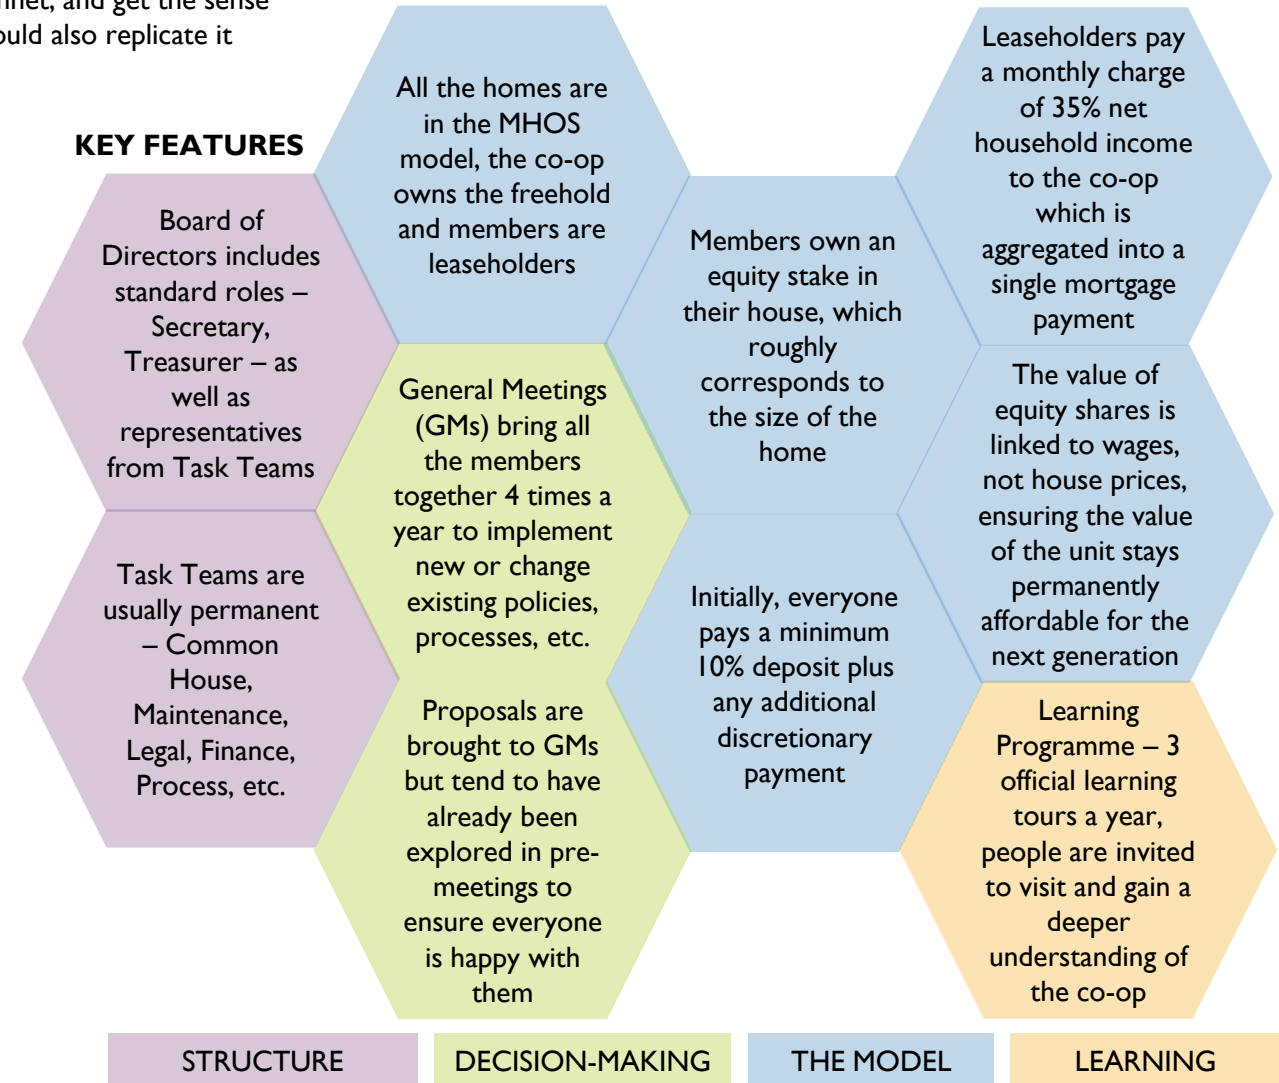 nnet, and get the sense
ould also replicate it
KEY FEATURES
Board of
Directors includes
standard roles –
Secretary,
Treasurer – as
well as
representatives
from Task Teams
Task Teams are
usually permanent
– Common
House,
Maintenance,
Legal, Finance,
Process, etc.
All the homes are
in the MHOS
model, the co-op
owns the freehold
and members are
leaseholders
General Meetings
(GMs) bring all
the members
together 4 times a
year to implement
new or change
existing policies,
processes, etc.
Proposals are
brought to GMs
but tend to have
already been
explored in pre-
meetings to
ensure everyone
is happy with
them
Members own an
equity stake in
their house, which
roughly
corresponds to
the size of the
home
Initially, everyone
pays a minimum
10% deposit plus
any additional
discretionary
payment
Leaseholders pay
a monthly charge
of 35% net
household income
to the co-op
which is
aggregated into a
single mortgage
payment
The value of
equity shares is
linked to wages,
not house prices,
ensuring the value
of the unit stays
permanently
affordable for the
next generation
Learning
Programme – 3
official learning
tours a year,
people are invited
to visit and gain a
deeper
understanding of
the co-op
STRUCTURE
DECISION-MAKING
THE MODEL
LEARNING